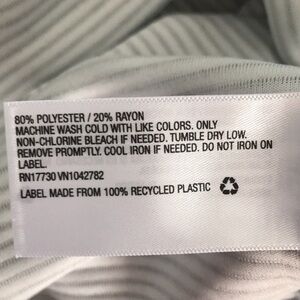 80% POLYESTER / 20% RAYON
MACHINE WASH COLD WITH LIKE COLORS. ONLY
NON-CHLORINE BLEACH IF NEEDED. TUMBLE DRY LOW.
REMOVE PROMPTLY. COOL IRON IF NEEDED. DO NOT IRON ON
LABEL.
RN17730 VN1042782
LABEL MADE FROM 100% RECYCLED PLASTIC